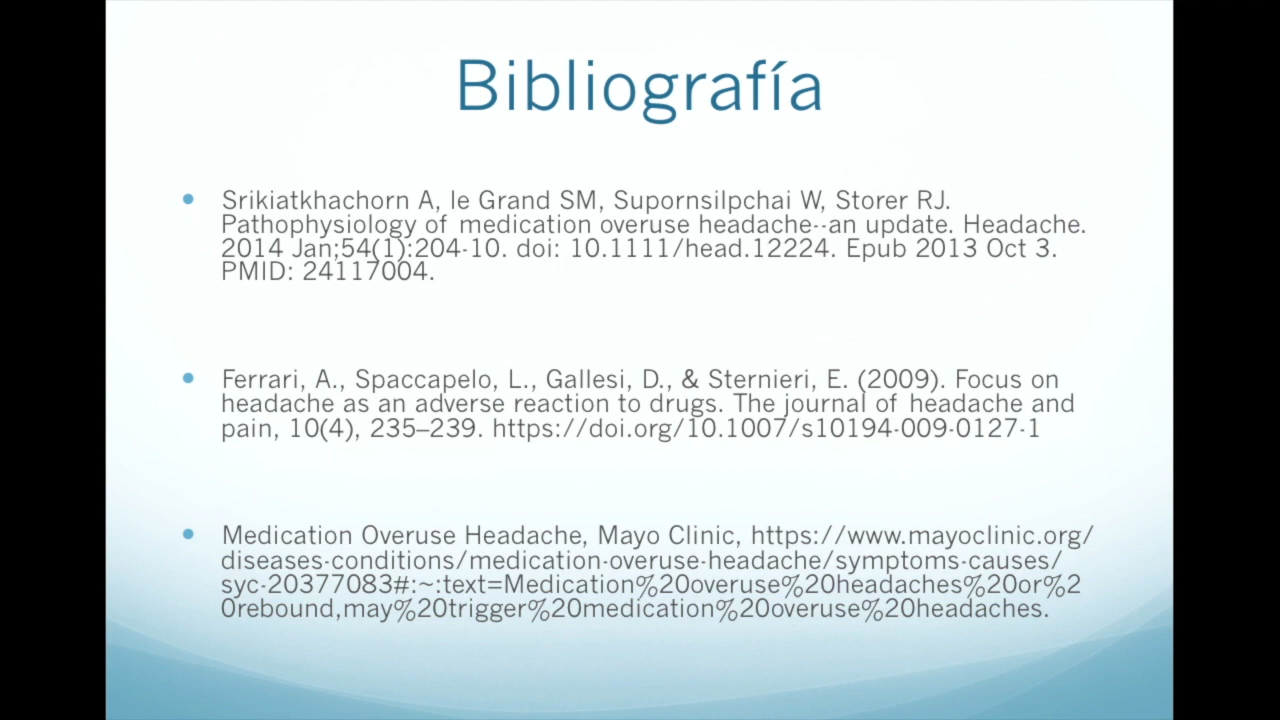 Bibliografía
• Srikiatkhachorn A, le Grand SM, Supornsilpchai W, Storer RJ.
Pathophysiology of medication overuse headache--an update. Headache.
2014 Jan;54(1):204-10. doi: 10.1111/head.12224. Epub 2013 Oct 3.
PMID: 24117004.
• Ferrari, A., Spaccapelo, L., Gallesi, D., & Sternieri, E. (2009). Focus on
headache as an adverse reaction to drugs. The journal of headache and
pain, 10(4), 235–239. https://doi.org/10.1007/s10194-009-0127-1
• Medication Overuse Headache, Mayo Clinic, https://www.mayoclinic.org/
diseases-conditions/medication-overuse-headache/symptoms-causes/
syc-20377083#:~:text=Medication%20overuse%20headaches%20or%2
0rebound,may%20trigger%20medication%20overuse%20headaches.